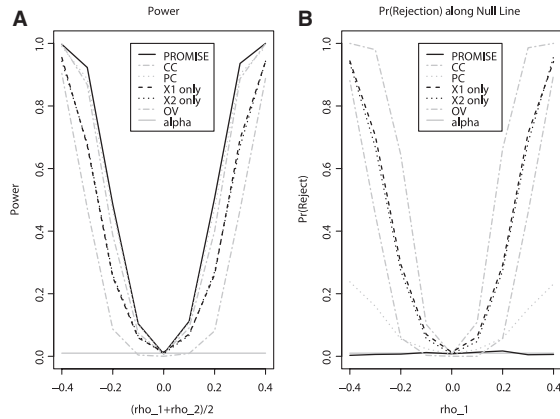 A
Power
PROMISE
CC
PC
X1 only
X2 only
OV
alpha
1.0
0.8
0.6
0.4
0.2
0.0
Power
−0.4
−0.2
0.0
0.2
0.4
(rho_1+rho_2)/2
B
Pr(Rejection) along Null Line
PROMISE
CC
PC
X1 only
X2 only
OV
alpha
1.0
0.8
0.6
0.4
0.2
0.0
Pr(Reject)
−0.4
−0.2
0.0
0.2
0.4
rho_1